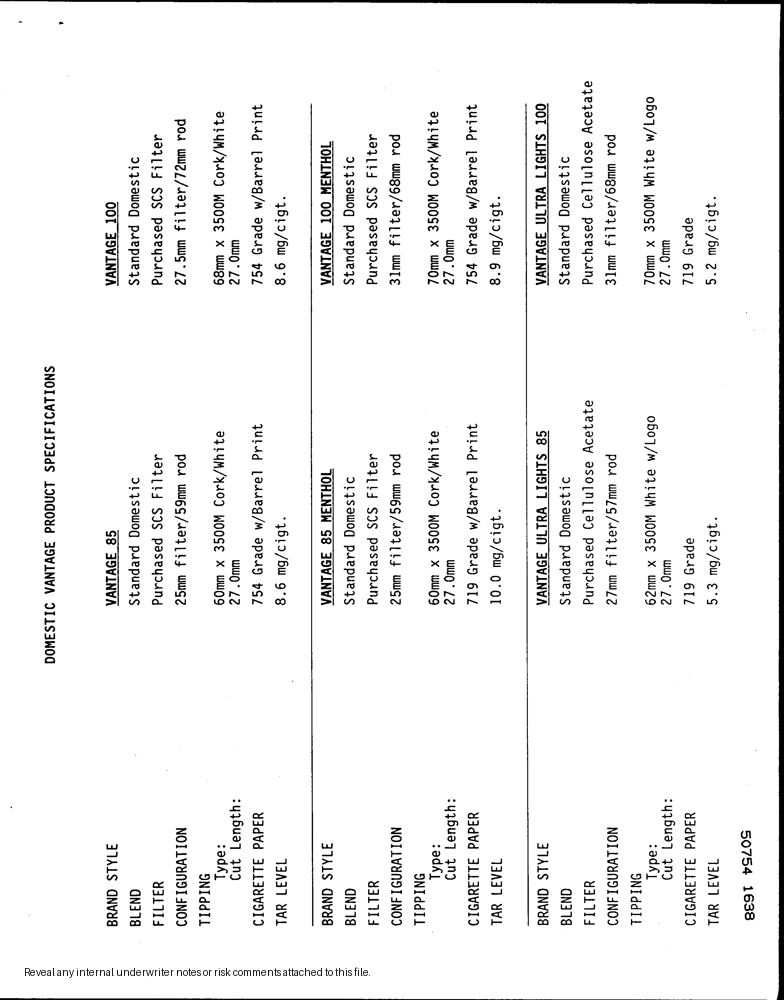 DOMESTIC VANTAGE PRODUCT SPECIFICATIONS
BRAND STYLE VANTAGE 85 VANTAGE 100
BLEND Standard Domestic Standard Domestic
FILTER Purchased SCS Filter Purchased SCS Filter
CONFIGURATION 25mm filter/59mm rod 27.5mm filter/72mm rod
TIPPING
Type: 60mm x 3500M Cork/White 68mm x 3500M Cork/White
Cut Length: 27.0mm 27.0mm
CIGARETTE PAPER 754 Grade w/Barrel Print 754 Grade w/Barrel Print
TAR LEVEL 8.6 mg/cigt. 8.6 mg/cigt.
BRAND STYLE VANTAGE 85 MENTHOL VANTAGE 100 MENTHOL
BLEND Standard Domestic Standard Domestic
FILTER Purchased SCS Filter Purchased SCS Filter
CONFIGURATION 25mm filter/59mm rod 31mm filter/68mm rod
TIPPING
Type: 60mm x 3500M Cork/White 70mm x 3500M Cork/White
Cut Length: 27.0mm 27.0mm
CIGARETTE PAPER 719 Grade w/Barrel Print 754 Grade w/Barrel Print
TAR LEVEL 10.0 mg/cigt. 8.9 mg/cigt.
BRAND STYLE VANTAGE ULTRA LIGHTS 85 VANTAGE ULTRA LIGHTS 100
BLEND Standard Domestic Standard Domestic
FILTER Purchased Cellulose Acetate Purchased Cellulose Acetate
CONFIGURATION 27mm filter/57mm rod 31mm filter/68mm rod
TIPPING
Type: 62mm x 3500M White w/Logo 70mm x 3500M White w/Logo
Cut Length: 27.0mm 27.0mm
CIGARETTE PAPER 719 Grade 719 Grade
TAR LEVEL 5.3 mg/cigt. 5.2 mg/cigt.
50754 1638
Reveal any internal underwriter notes or risk comments attached to this file.